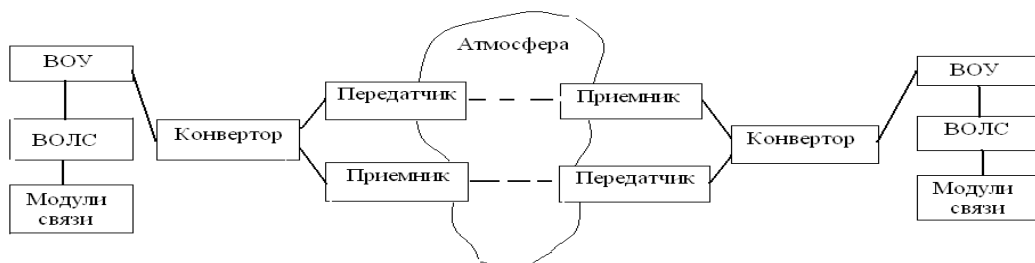 Атмосфера
ВОУ
ВОУ
Передатчик
Приемник
Конвертор
Конвертор
ВОЛС
ВОЛС
Приемник
Передатчик
Модули
связи
Модули
связи